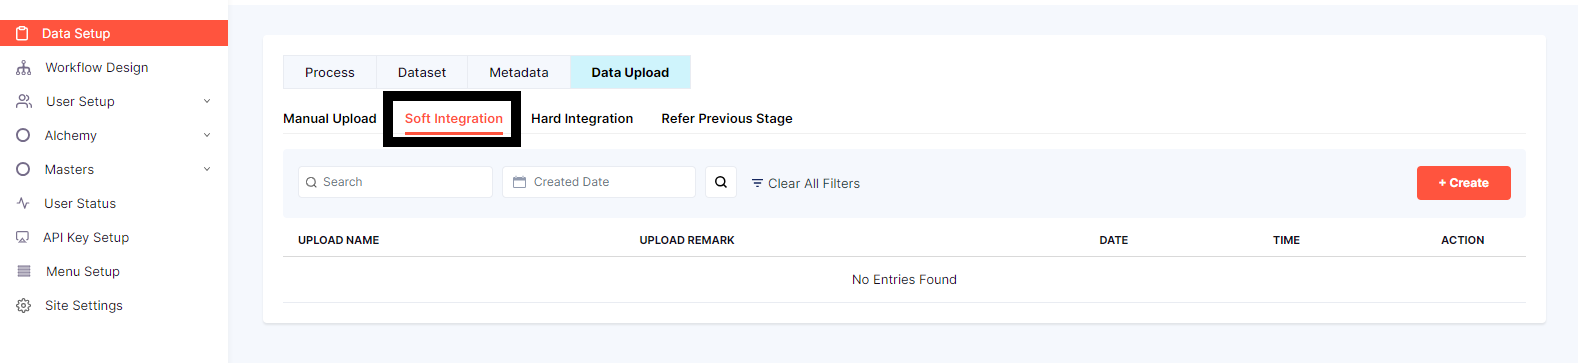 Data Setup
Workflow Design
User Setup
Alchemy
Masters
User Status
API Key Setup
Menu Setup
Site Settings
Process Dataset Metadata Data Upload
Manual Upload Soft Integration Hard Integration Refer Previous Stage
Search Created Date Clear All Filters + Create
UPLOAD NAME UPLOAD REMARK DATE TIME ACTION
No Entries Found